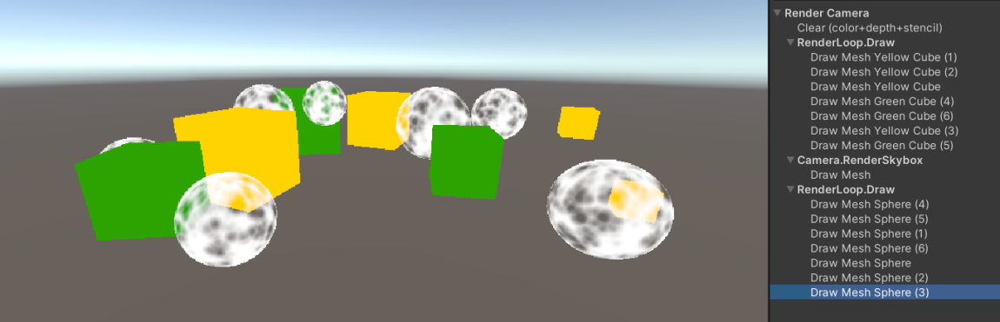 Render Camera
Clear (color+depth+stencil)
RenderLoop.Draw
Draw Mesh Yellow Cube (1)
Draw Mesh Yellow Cube (2)
Draw Mesh Yellow Cube
Draw Mesh Green Cube (4)
Draw Mesh Green Cube (6)
Draw Mesh Yellow Cube (3)
Draw Mesh Green Cube (5)
Camera.RenderSkybox
Draw Mesh
RenderLoop.Draw
Draw Mesh Sphere (4)
Draw Mesh Sphere (5)
Draw Mesh Sphere (1)
Draw Mesh Sphere (6)
Draw Mesh Sphere
Draw Mesh Sphere (2)
Draw Mesh Sphere (3)